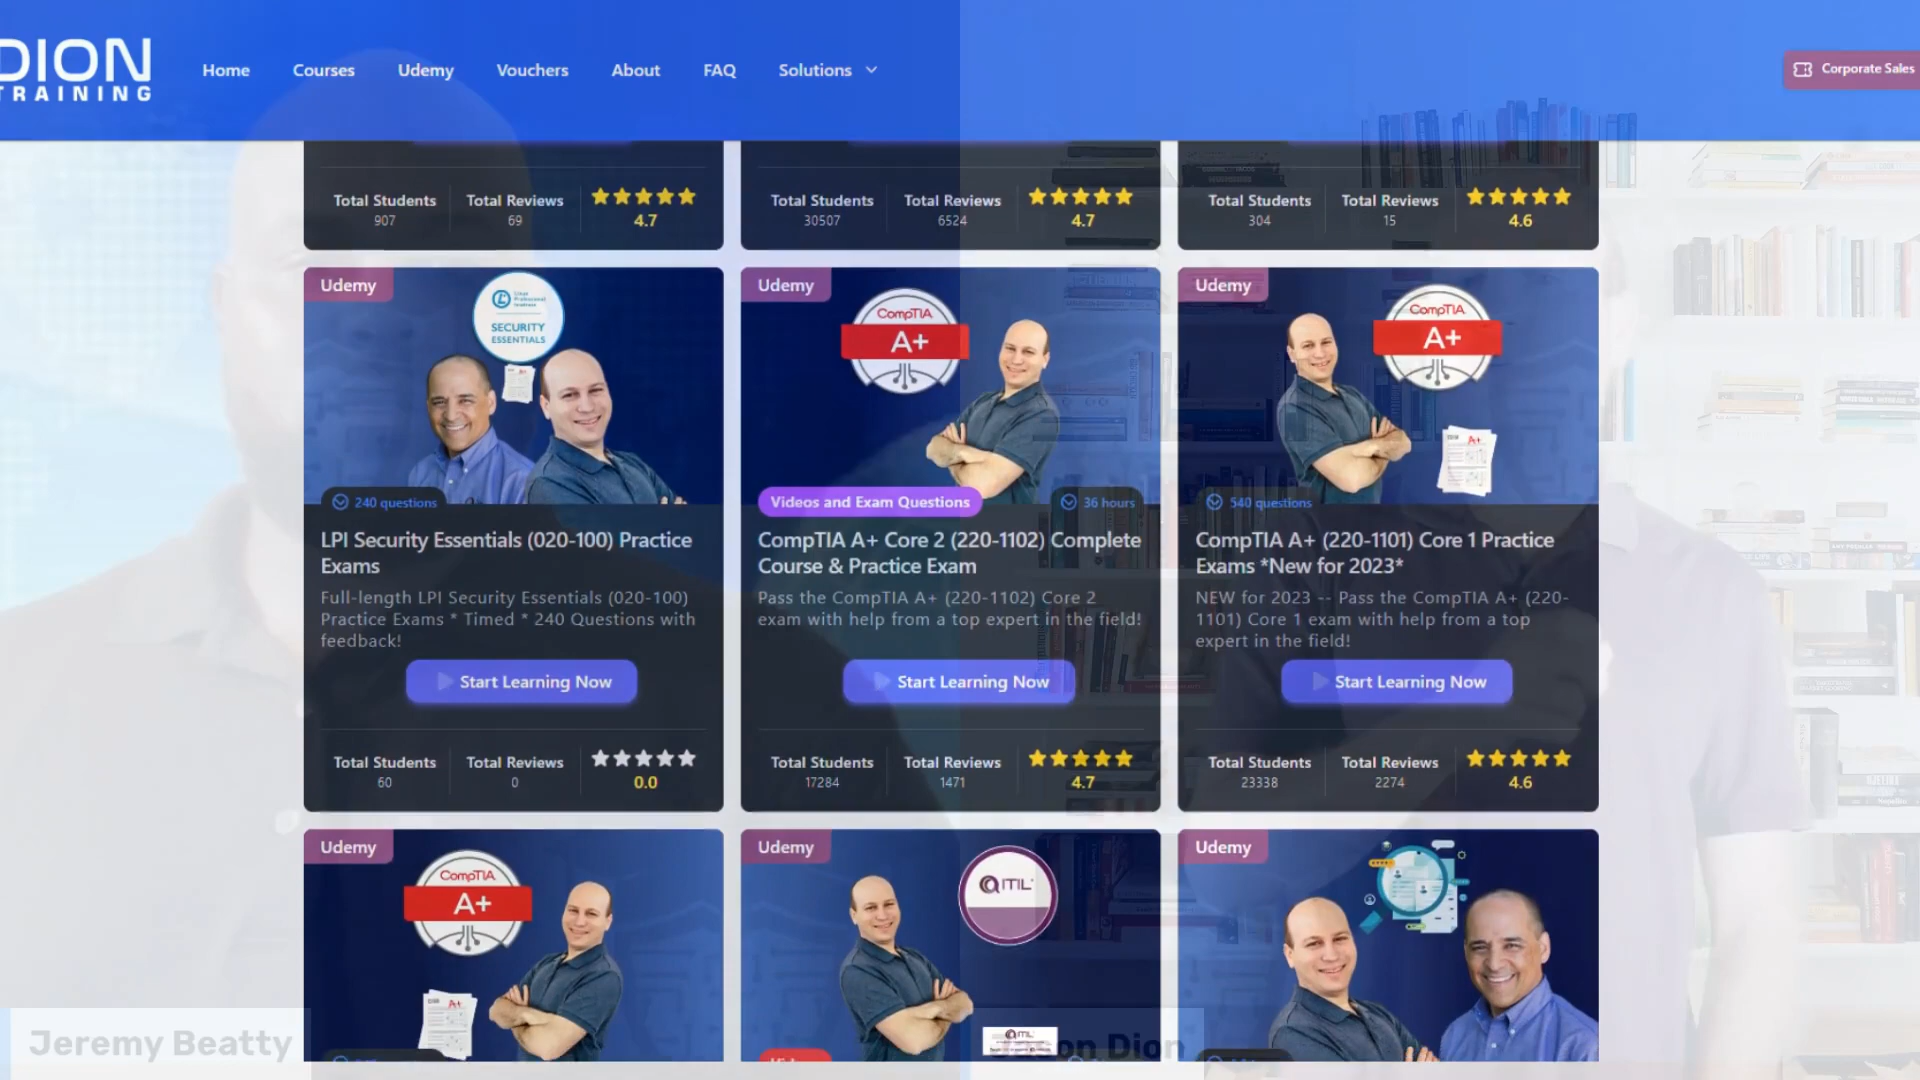 DION
TRAINING
Home
Courses
Udemy
Vouchers
About
FAQ
Solutions
Corporate Sales
Total Students
907
Total Reviews
69
4.7
Total Students
30507
Total Reviews
6524
4.7
Total Students
304
Total Reviews
15
4.6
Udemy
Linux
Professional
Institute
SECURITY
ESSENTIALS
240 questions
LPI Security Essentials (020-100) Practice
Exams
Full-length LPI Security Essentials (020-100)
Practice Exams * Timed * 240 Questions with
feedback!
Start Learning Now
Total Students
60
Total Reviews
0
0.0
Udemy
CompTIA
A+
Videos and Exam Questions
36 hours
CompTIA A+ Core 2 (220-1102) Complete
Course & Practice Exam
Pass the CompTIA A+ (220-1102) Core 2
exam with help from a top expert in the field!
Start Learning Now
Total Students
17284
Total Reviews
1471
4.7
Udemy
CompTIA
A+
A+
540 questions
CompTIA A+ (220-1101) Core 1 Practice
Exams *New for 2023*
NEW for 2023 -- Pass the CompTIA A+ (220-
1101) Core 1 exam with help from a top
expert in the field!
Start Learning Now
Total Students
23338
Total Reviews
2274
4.6
Udemy
CompTIA
A+
A+
Udemy
ITIL
ITIL
Udemy
Jeremy Beatty
Dion